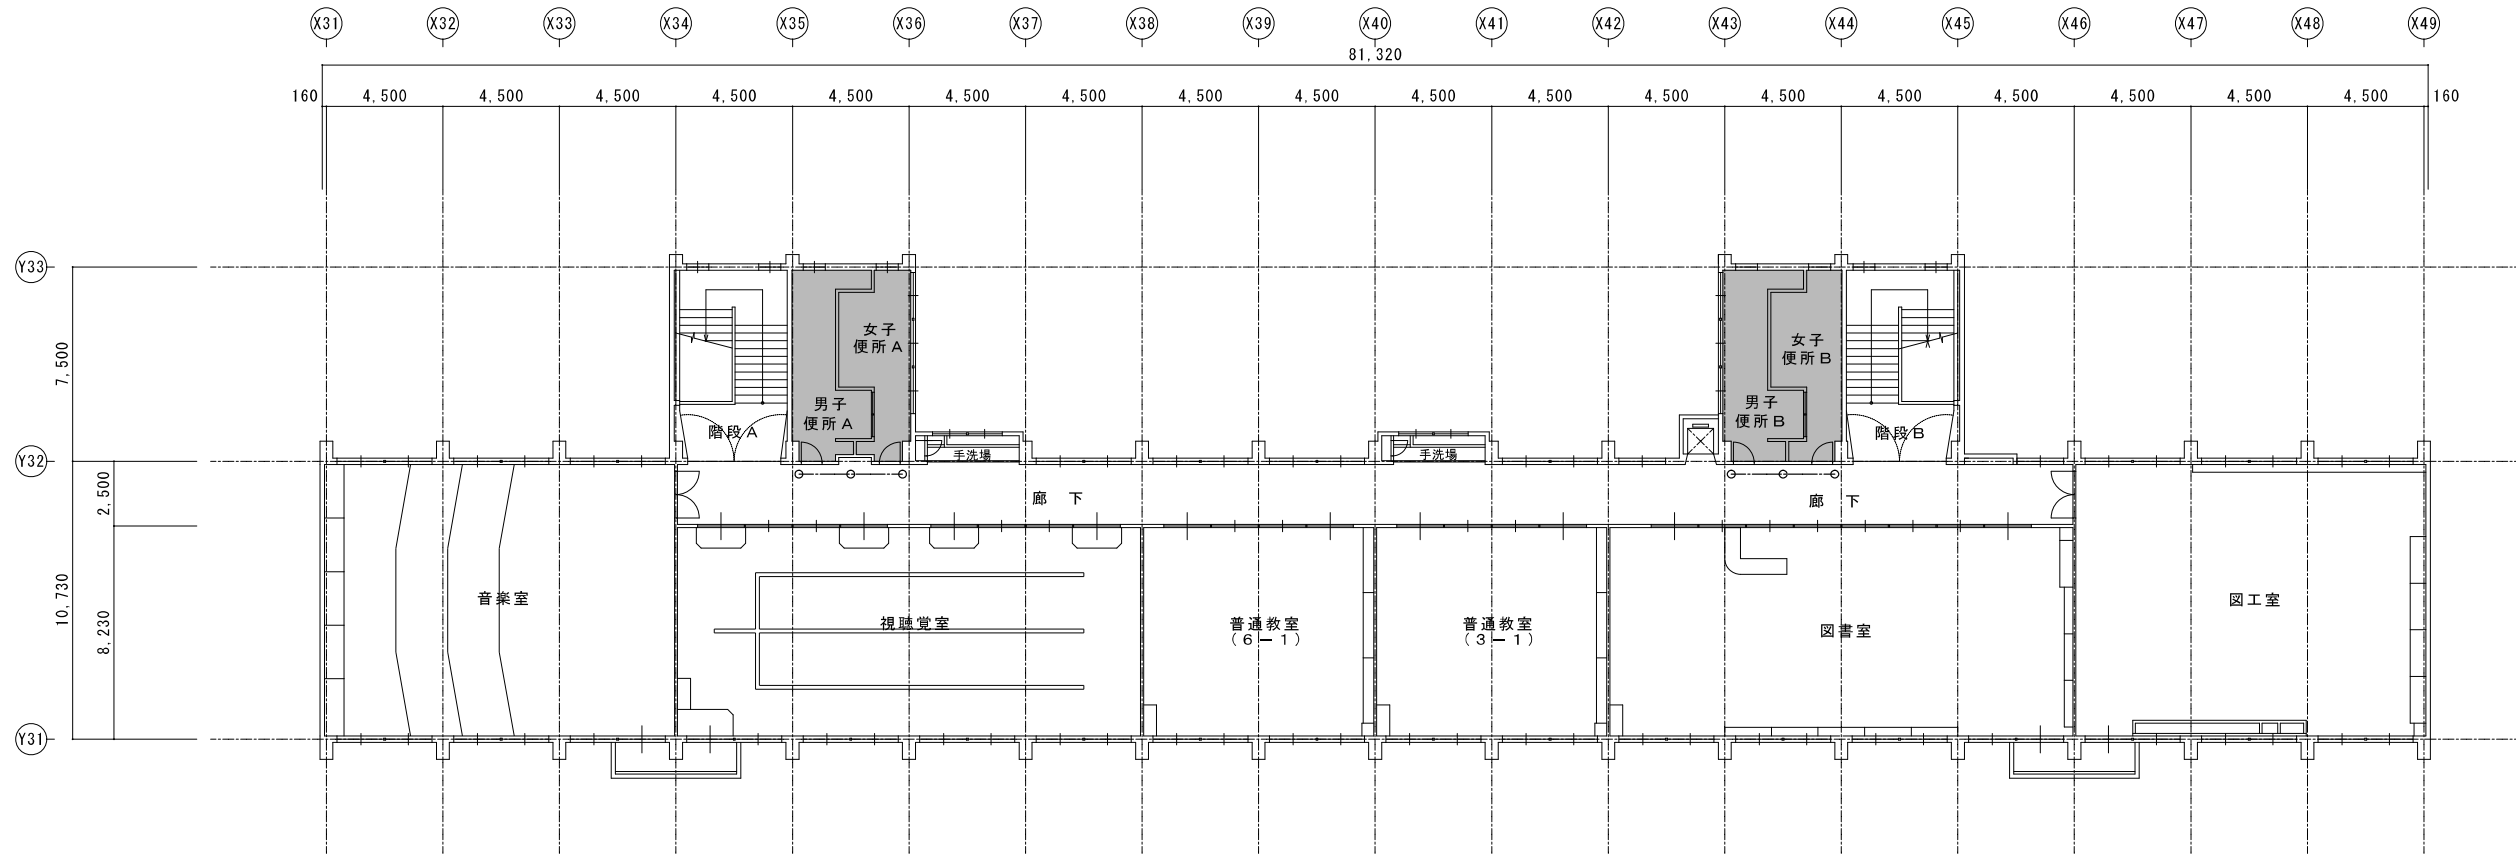 X31 X32 X33 X34 X35 X36 X37 X38 X39 X40 X41 X42 X43 X44 X45 X46 X47 X48 X49
81,320
160 4,500 4,500 4,500 4,500 4,500 4,500 4,500 4,500 4,500 4,500 4,500 4,500 4,500 4,500 4,500 4,500 4,500 4,500 160
Y33
Y32
Y31
7,500
2,500
10,730
8,230
女子
便所A
男子
便所A
階段A
手洗場
手洗場
女子
便所B
男子
便所B
階段B
廊 下
廊 下
音楽室
視聴覚室
普通教室
(6-1)
普通教室
(3-1)
図書室
図工室